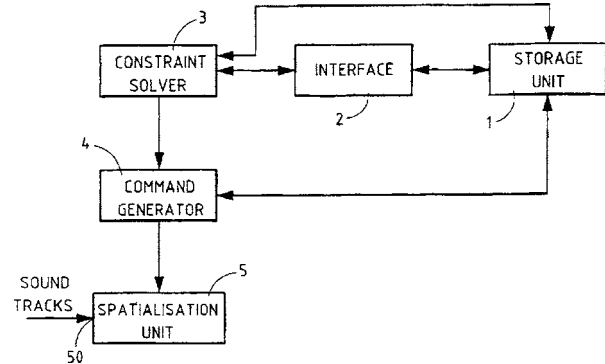 3
CONSTRAINT
SOLVER
INTERFACE
2
STORAGE
UNIT
1
4
COMMAND
GENERATOR
SOUND
TRACKS
5
SPATIALISATION
UNIT
50